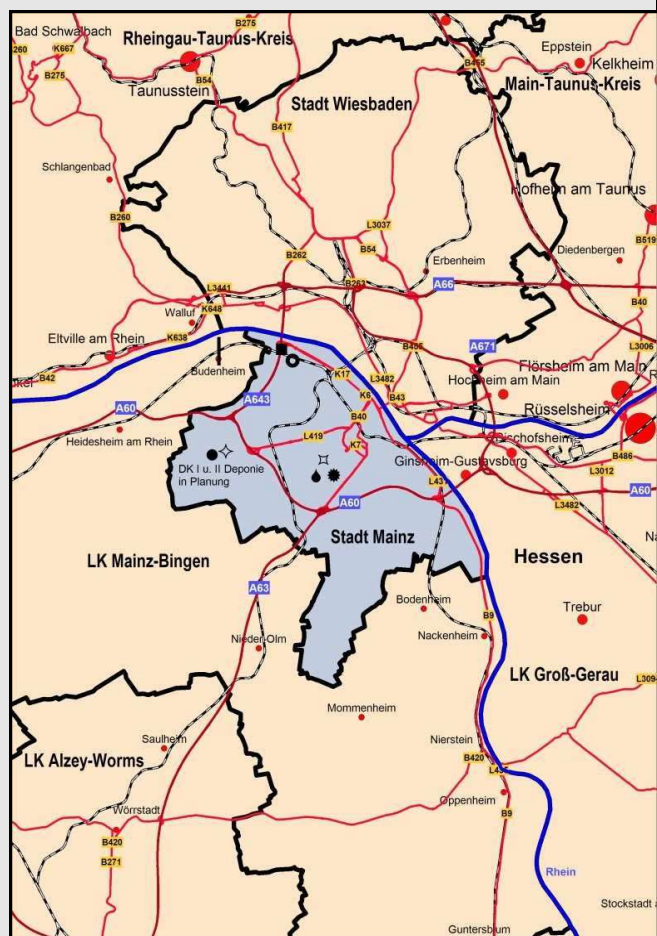 B275
Bad Schwalbach
K667
B260
B275
Rheingau-Taunus-Kreis
B54
Taunusstein
Stadt Wiesbaden
B417
B455
Eppstein
Kelkheim
Main-Taunus-Kreis
Schlangenbad
B260
Hofheim am Taunus
L3037
B519
B54
Diedenbergen
B262
Erbenheim
L3441
B263
A66
B40
K648
Walluf
K638
Eltville am Rhein
B455
A671
L3006
B42
Budenheim
K17
L3482
Flörsheim am Main
Hochheim am Main
A60
A643
K6
B43
Rüsselsheim
B40
Heidesheim am Rhein
L419
K7
Bischofsheim
B486
DK I u. II Deponie
in Planung
Ginsheim-Gustavsburg
L3012
A60
A60
L3482
Stadt Mainz
Hessen
LK Mainz-Bingen
A63
Bodenheim
B9
Trebur
Nackenheim
Nieder-Olm
LK Groß-Gerau
L3094
Mommenheim
Saulheim
Nierstein
LK Alzey-Worms
B420
Oppenheim
Wörrstadt
B9
B420
B271
Rhein
Stockstadt
Guntersblum